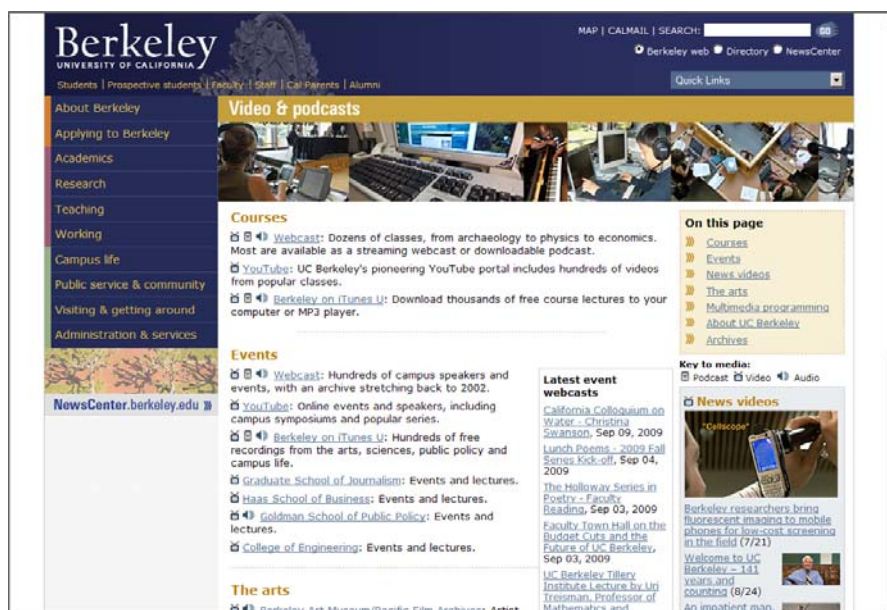 Berkeley
UNIVERSITY OF CALIFORNIA
MAP | CALMAIL | SEARCH:
GO
Berkeley web Directory NewsCenter
Students | Prospective students | Faculty | Staff | Cal Parents | Alumni
Quick Links
About Berkeley
Applying to Berkeley
Academics
Research
Teaching
Working
Campus life
Public service & community
Visiting & getting around
Administration & services
NewsCenter.berkeley.edu
Video & podcasts
Courses
Webcast: Dozens of classes, from archaeology to physics to economics.
Most are available as a streaming webcast or downloadable podcast.
YouTube: UC Berkeley's pioneering YouTube portal includes hundreds of videos
from popular classes.
Berkeley on iTunes U: Download thousands of free course lectures to your
computer or MP3 player.
Events
Webcast: Hundreds of campus speakers and
events, with an archive stretching back to 2002.
YouTube: Online events and speakers, including
campus symposiums and popular series.
Berkeley on iTunes U: Hundreds of free
recordings from the arts, sciences, public policy and
campus life.
Graduate School of Journalism: Events and lectures.
Haas School of Business: Events and lectures.
Goldman School of Public Policy: Events and
lectures.
College of Engineering: Events and lectures.
The arts
Berkeley Art Museum/Pacific Film Archives: Artist
Latest event
webcasts
California Colloquium on
Water - Christina
Swanson, Sep 09, 2009
Lunch Poems - 2009 Fall
Series Kick-off, Sep 04,
2009
The Holloway Series in
Poetry - Faculty
Reading, Sep 03, 2009
Faculty Town Hall on the
Budget Cuts and the
Future of UC Berkeley,
Sep 03, 2009
UC Berkeley Tillery
Institute Lecture by Uri
Treisman, Professor of
Mathematics and
On this page
Courses
Events
News videos
The arts
Multimedia programming
About UC Berkeley
Archives
Key to media:
Podcast Video Audio
News videos
"Cellscope"
Berkeley researchers bring
fluorescent imaging to mobile
phones for low-cost screening
in the field (7/21)
Welcome to UC
Berkeley – 141
years and
counting (8/24)
An impatient map,